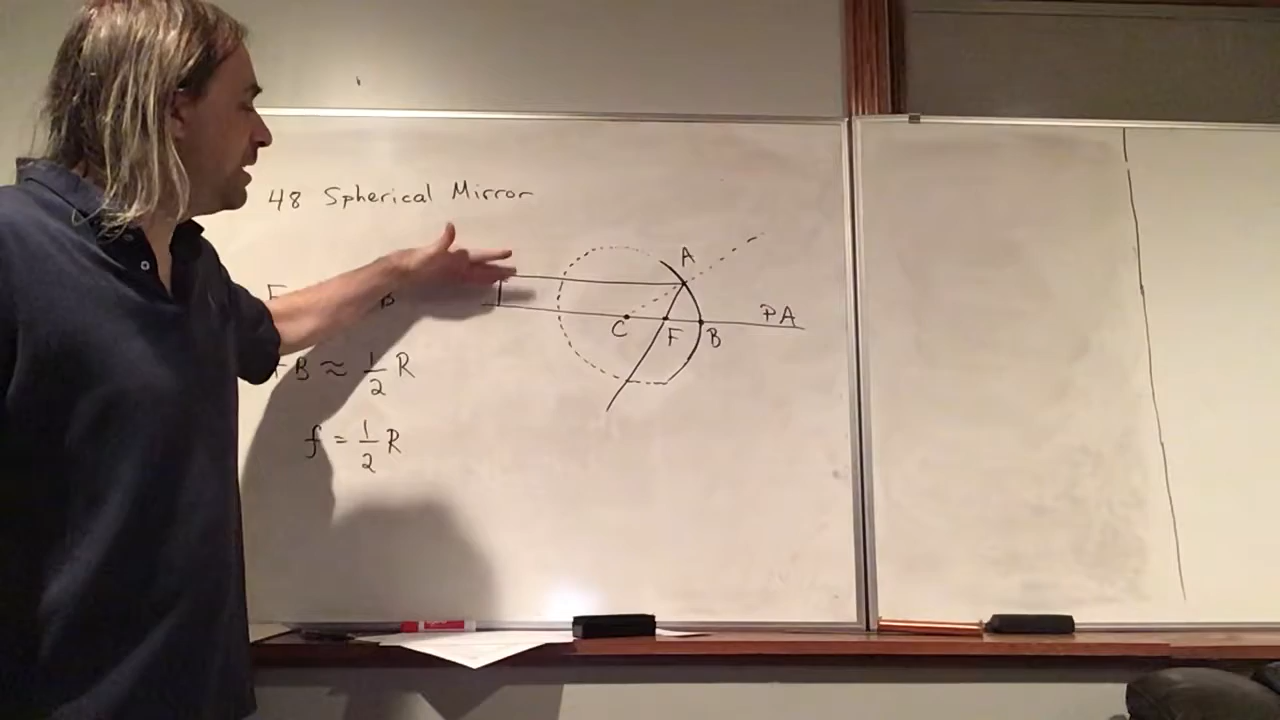 48 Spherical Mirror
A
C
F
B
PA
B ≈ 1/2 R
f = 1/2 R